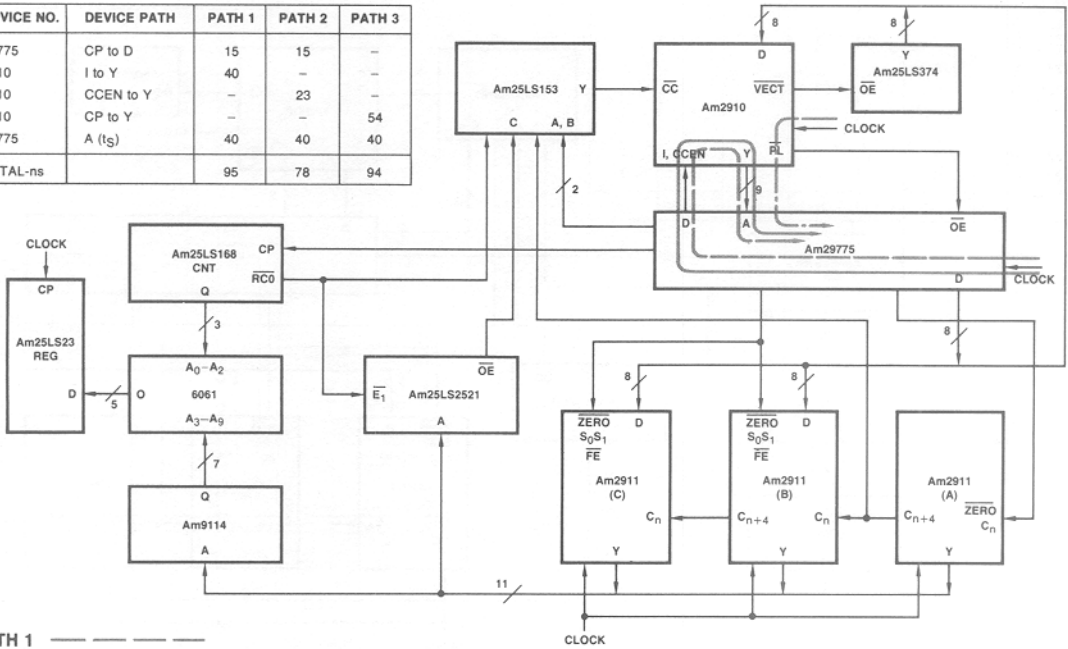 VICE NO. DEVICE PATH PATH 1 PATH 2 PATH 3
775 CP to D 15 15 –
10 I to Y 40 – –
10 CCEN to Y – 23 –
10 CP to Y – – 54
775 A (tS) 40 40 40
TAL-ns 95 78 94
8
8
D
Y
Am25LS374
OE
Am25LS153 Y
C A, B
CC VECT
Am2910
CLOCK
I, CCEN Y PL
2
9
D A OE
Am29775
D
CLOCK
8
CLOCK
CP
Am25LS23
REG
D
Am25LS168
CNT
CP
RC0
Q
3
A0–A2
O 6061
A3–A9
5
7
Q
Am9114
A
OE
E1 Am25LS2521
A
8
8
ZERO D
S0S1
FE
Am2911
(C)
Cn
Y
ZERO D
S0S1
FE
Am2911
(B)
Cn+4 Cn
Y
Am2911
(A)
ZERO
Cn+4 Cn
Y
11
CLOCK
TH 1